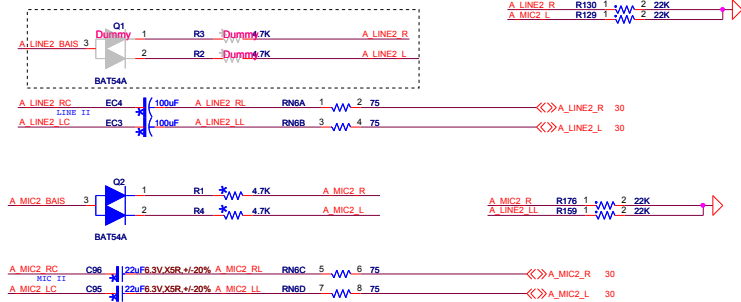 A_LINE2_R R130 1 2 22K
A_MIC2_L R129 1 2 22K
Q1
Dummy
A_LINE2_BAIS 3
1 R3 Dummy 4.7K A_LINE2_R
2 R2 Dummy 4.7K A_LINE2_L
BAT54A
A_LINE2_RC EC4 100uF A_LINE2_RL RN6A 1 2 75 A_LINE2_R 30
LINE II
A_LINE2_LC EC3 100uF A_LINE2_LL RN6B 3 4 75 A_LINE2_L 30
Q2
A_MIC2_BAIS 3
1 R1 4.7K A_MIC2_R
2 R4 4.7K A_MIC2_L
BAT54A
A_MIC2_R R176 1 2 22K
A_LINE2_LL R159 1 2 22K
A_MIC2_RC C96 22uF6.3V,X5R,+/-20% A_MIC2_RL RN6C 5 6 75 A_MIC2_R 30
MIC II
A_MIC2_LC C95 22uF6.3V,X5R,+/-20% A_MIC2_LL RN6D 7 8 75 A_MIC2_L 30